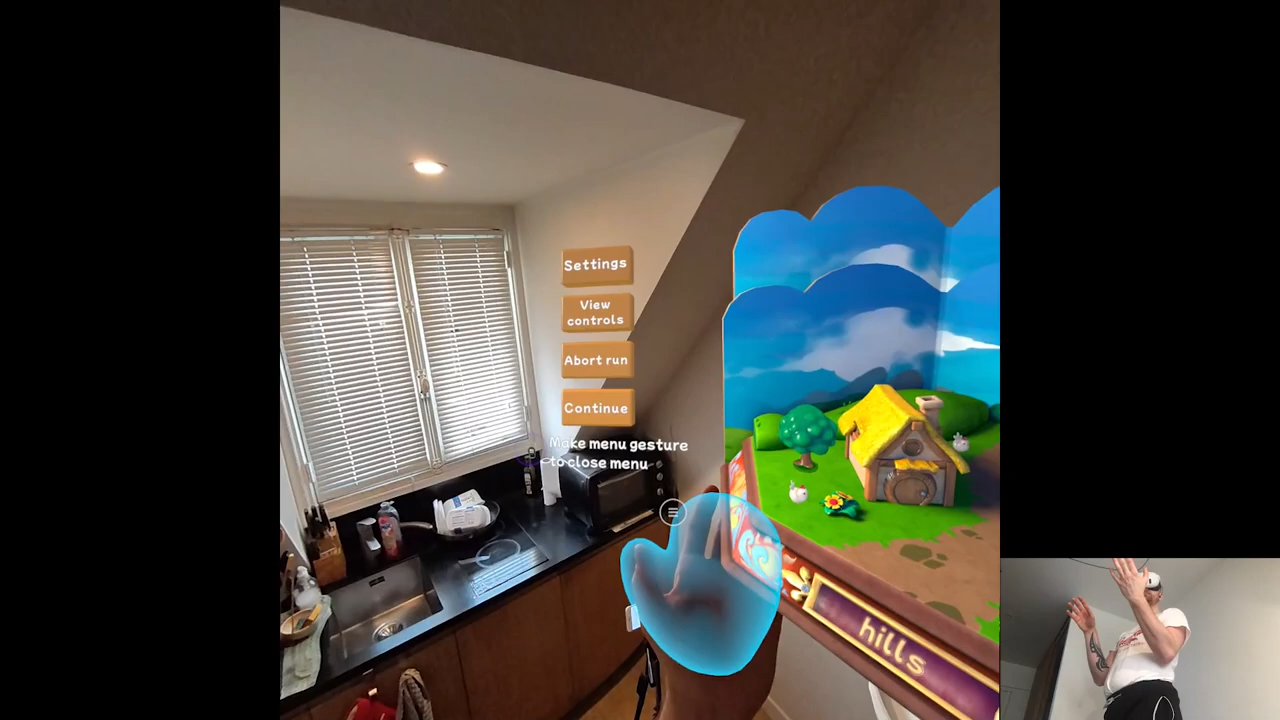 Settings
View
controls
Abort run
Continue
Make menu gesture
to close menu
hills